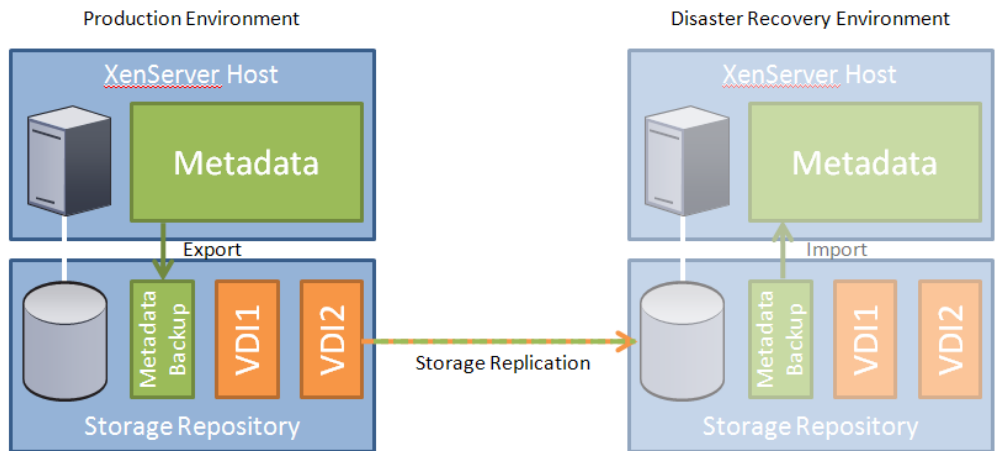 Production Environment
Disaster Recovery Environment
XenServer Host
Metadata
Export
Metadata
Backup
VDI1
VDI2
Storage Repository
Storage Replication
XenServer Host
Metadata
Import
Metadata
Backup
VDI1
VDI2
Storage Repository